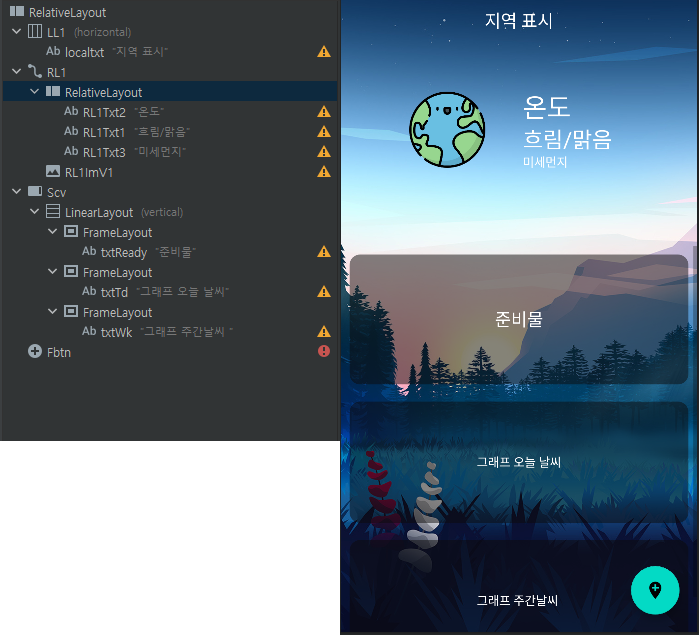 RelativeLayout
LL1 (horizontal)
Ab localtxt "지역 표시"
RL1
RelativeLayout
Ab RL1Txt2 "온도"
Ab RL1Txt1 "흐림/맑음"
Ab RL1Txt3 "미세먼지"
RL1ImV1
Scv
LinearLayout (vertical)
FrameLayout
Ab txtReady "준비물"
FrameLayout
Ab txtTd "그래프 오늘 날씨"
FrameLayout
Ab txtWk "그래프 주간날씨 "
Fbtn
지역 표시
온도
흐림/맑음
미세먼지
준비물
그래프 오늘 날씨
그래프 주간날씨